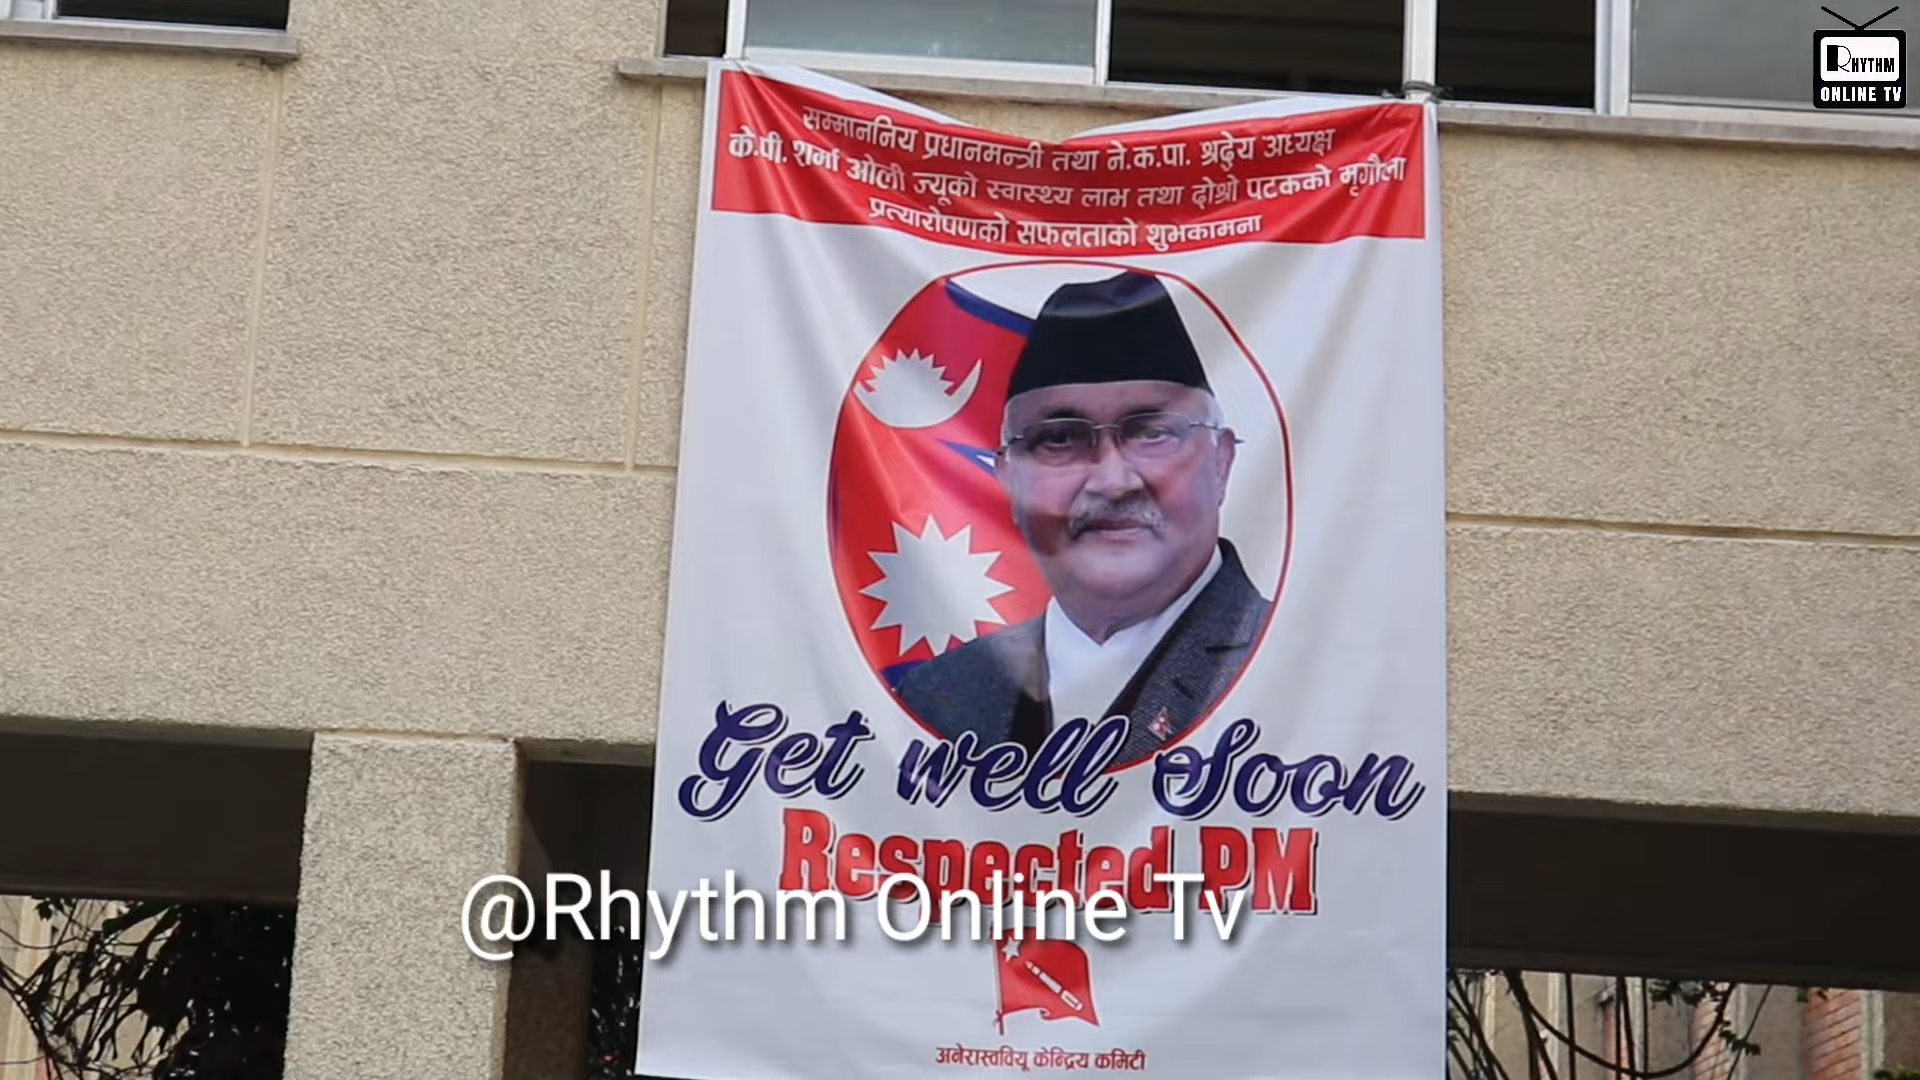 RHYTHM
ONLINE TV
सम्माननिय प्रधानमन्त्री तथा ने.क.पा. श्रद्धेय अध्यक्ष
के.पी. शर्मा ओली ज्यूको स्वास्थ्य लाभ तथा दोश्रो पटकको मृगौला
प्रत्यारोपणको सफलताको शुभकामना
Get well Soon
Respected PM
@Rhythm Online Tv
अनेरास्ववियू केन्द्रिय कमिटी